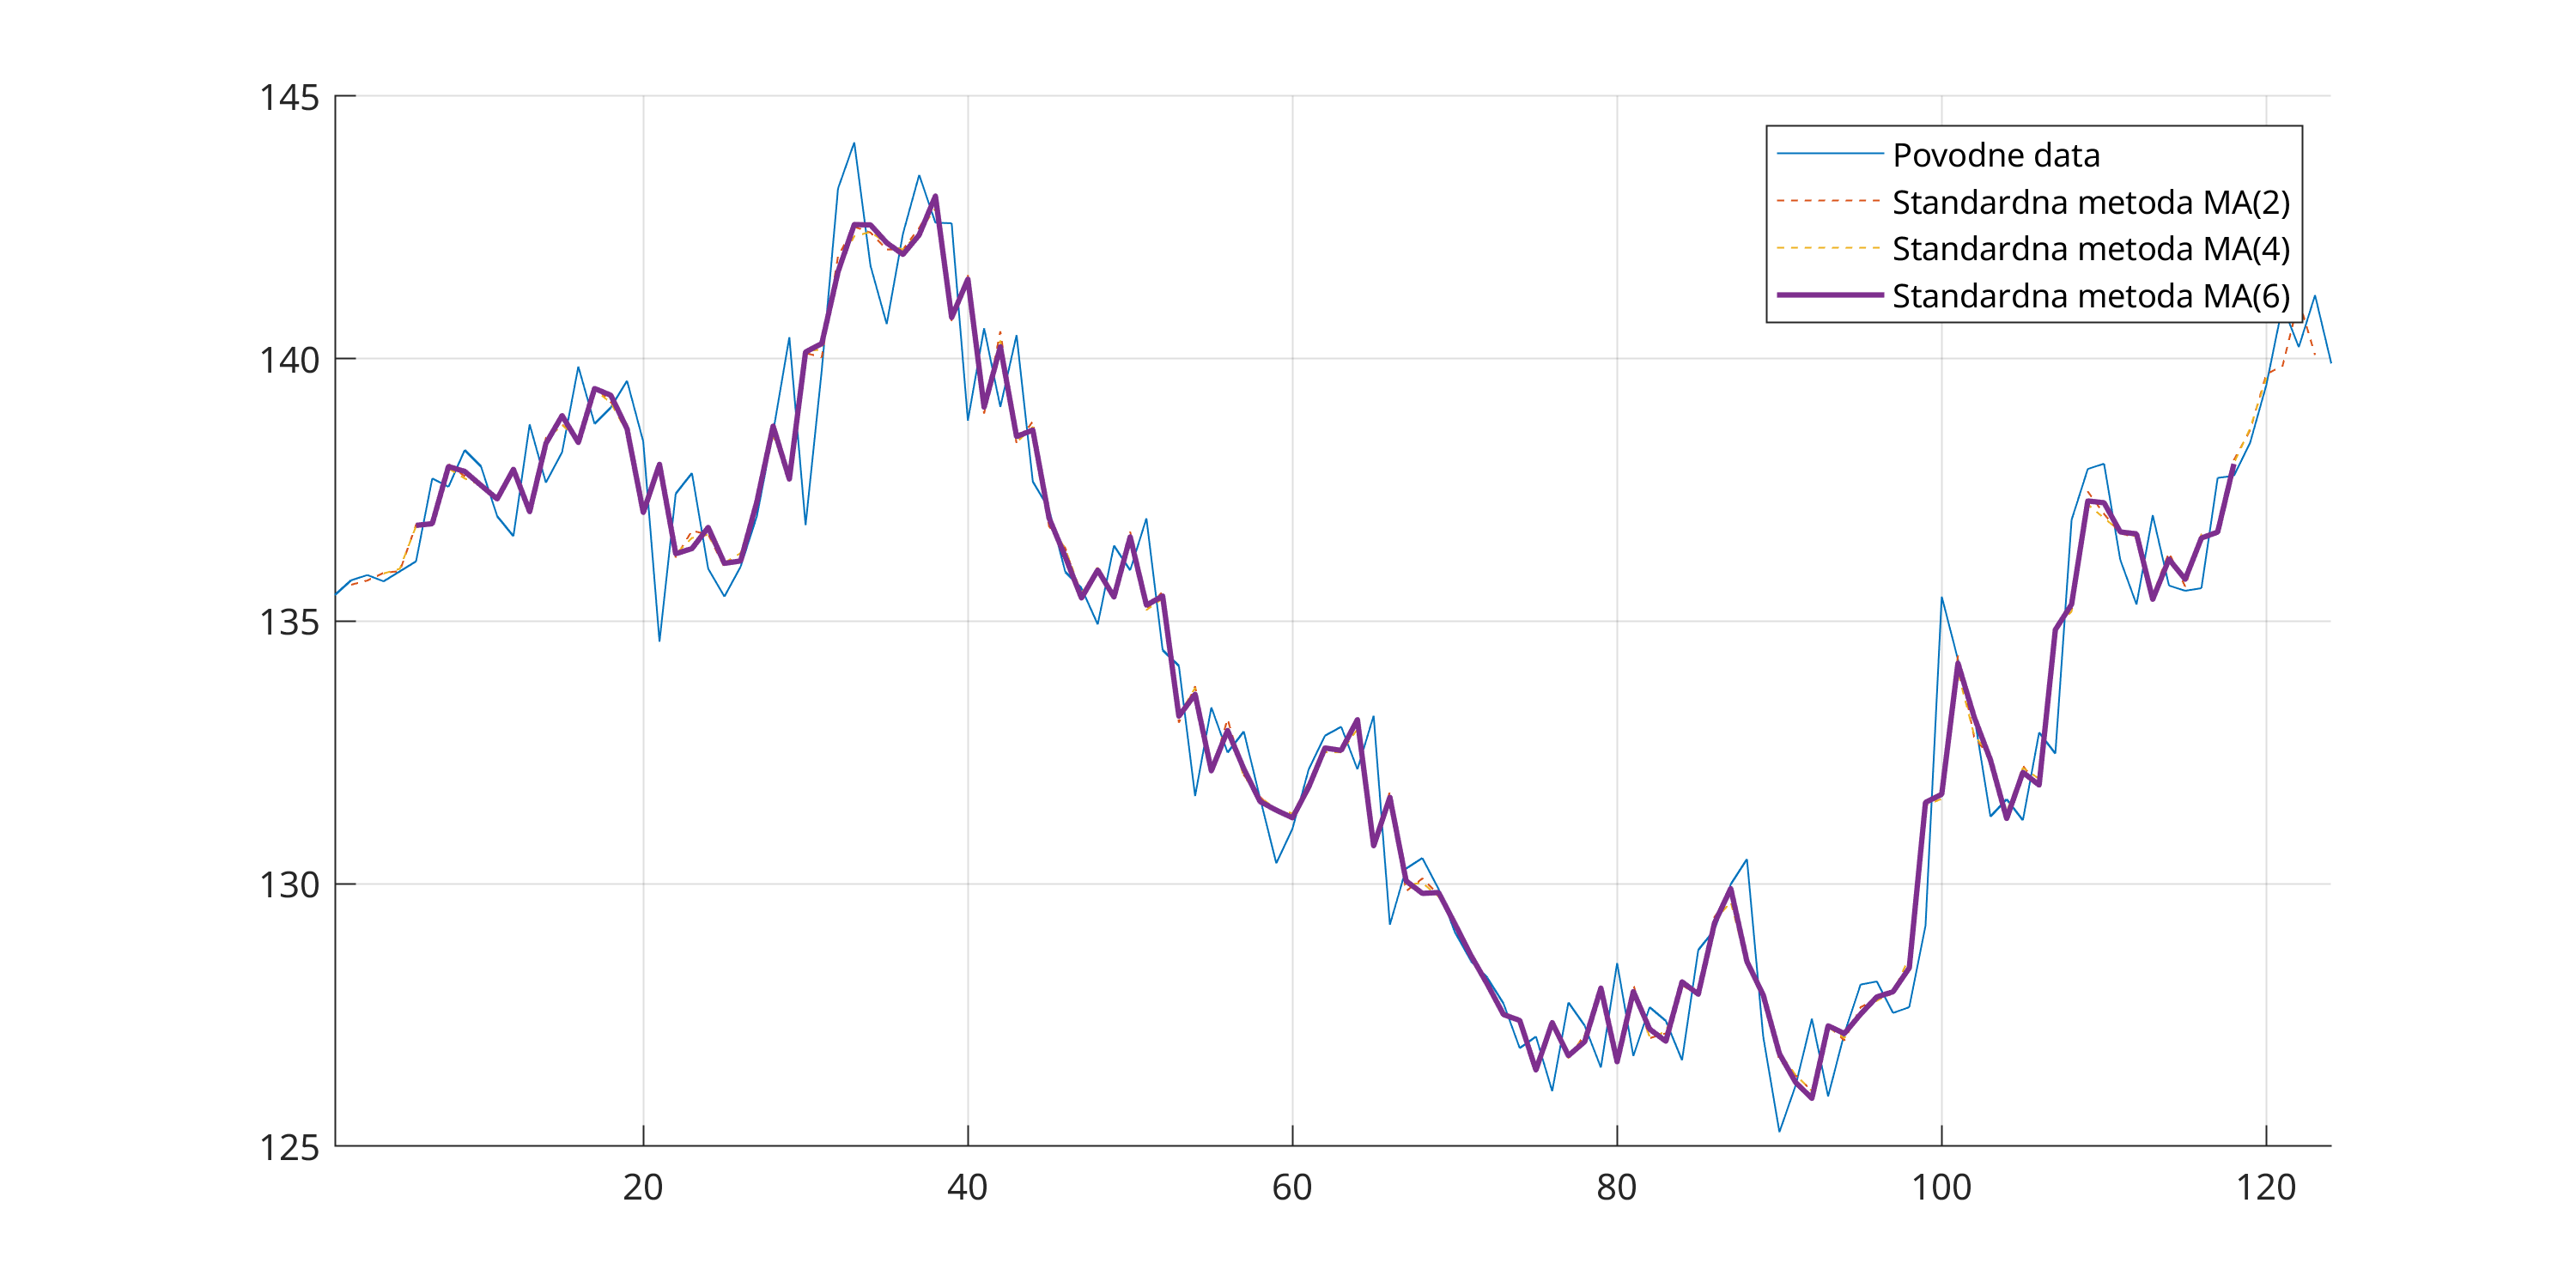 145
140
135
130
125
20 40 60 80 100 120
Povodne data
Standardna metoda MA(2)
Standardna metoda MA(4)
Standardna metoda MA(6)